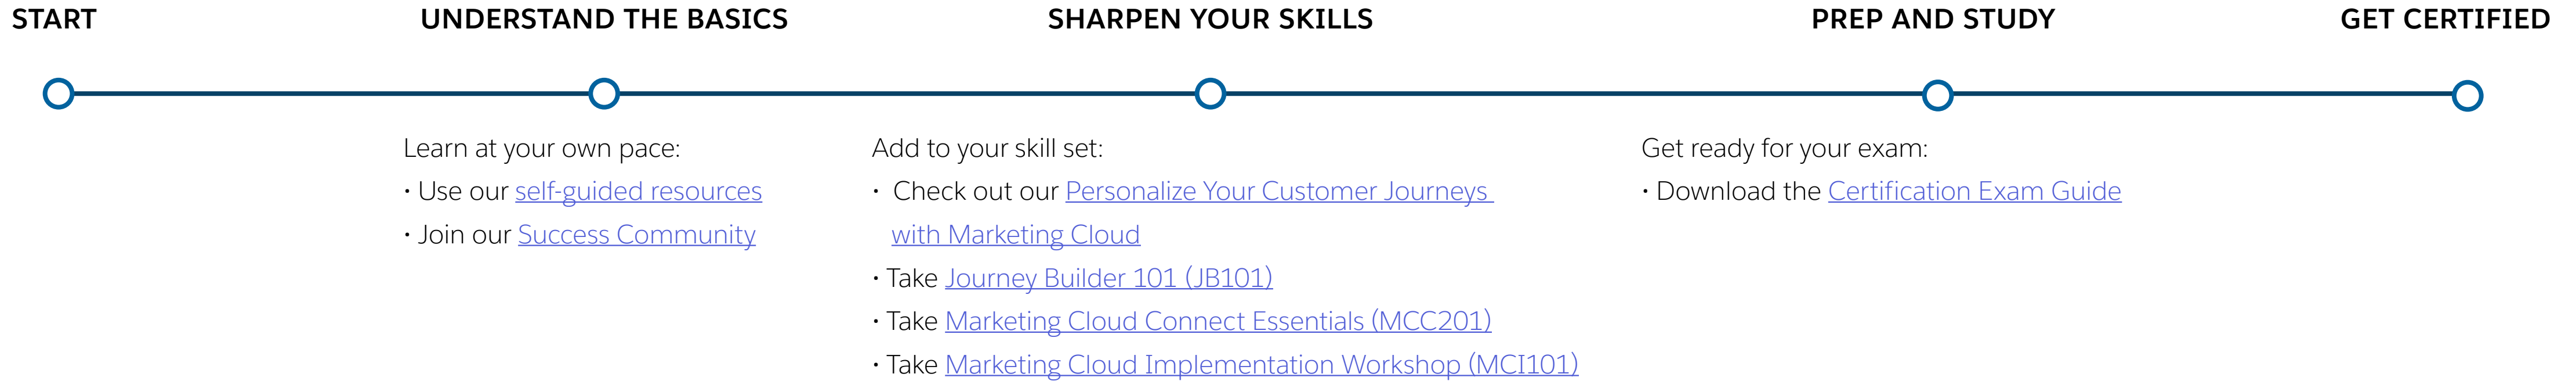 START
UNDERSTAND THE BASICS
SHARPEN YOUR SKILLS
PREP AND STUDY
GET CERTIFIED
Learn at your own pace:
· Use our self-guided resources
· Join our Success Community
Add to your skill set:
· Check out our Personalize Your Customer Journeys
with Marketing Cloud
· Take Journey Builder 101 (JB101)
· Take Marketing Cloud Connect Essentials (MCC201)
· Take Marketing Cloud Implementation Workshop (MCI101)
Get ready for your exam:
· Download the Certification Exam Guide